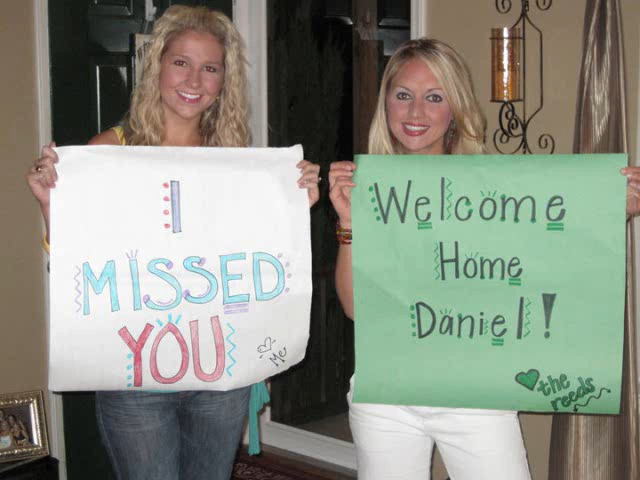 I
MISSED
YOU
♡ Me
Welcome
Home
Daniel!
♥ the
reeds